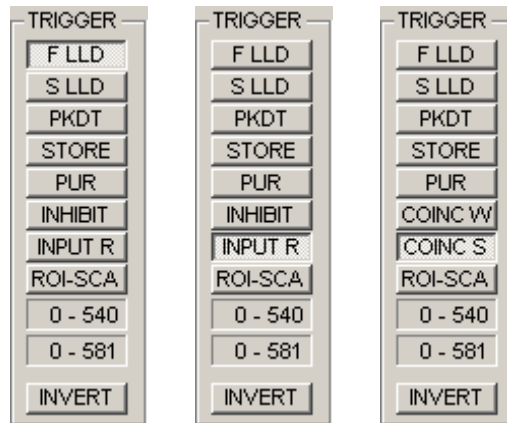 TRIGGER
F LLD
S LLD
PKDT
STORE
PUR
INHIBIT
INPUT R
ROI-SCA
0 - 540
0 - 581
INVERT
TRIGGER
F LLD
S LLD
PKDT
STORE
PUR
INHIBIT
INPUT R
ROI-SCA
0 - 540
0 - 581
INVERT
TRIGGER
F LLD
S LLD
PKDT
STORE
PUR
COINC W
COINC S
ROI-SCA
0 - 540
0 - 581
INVERT